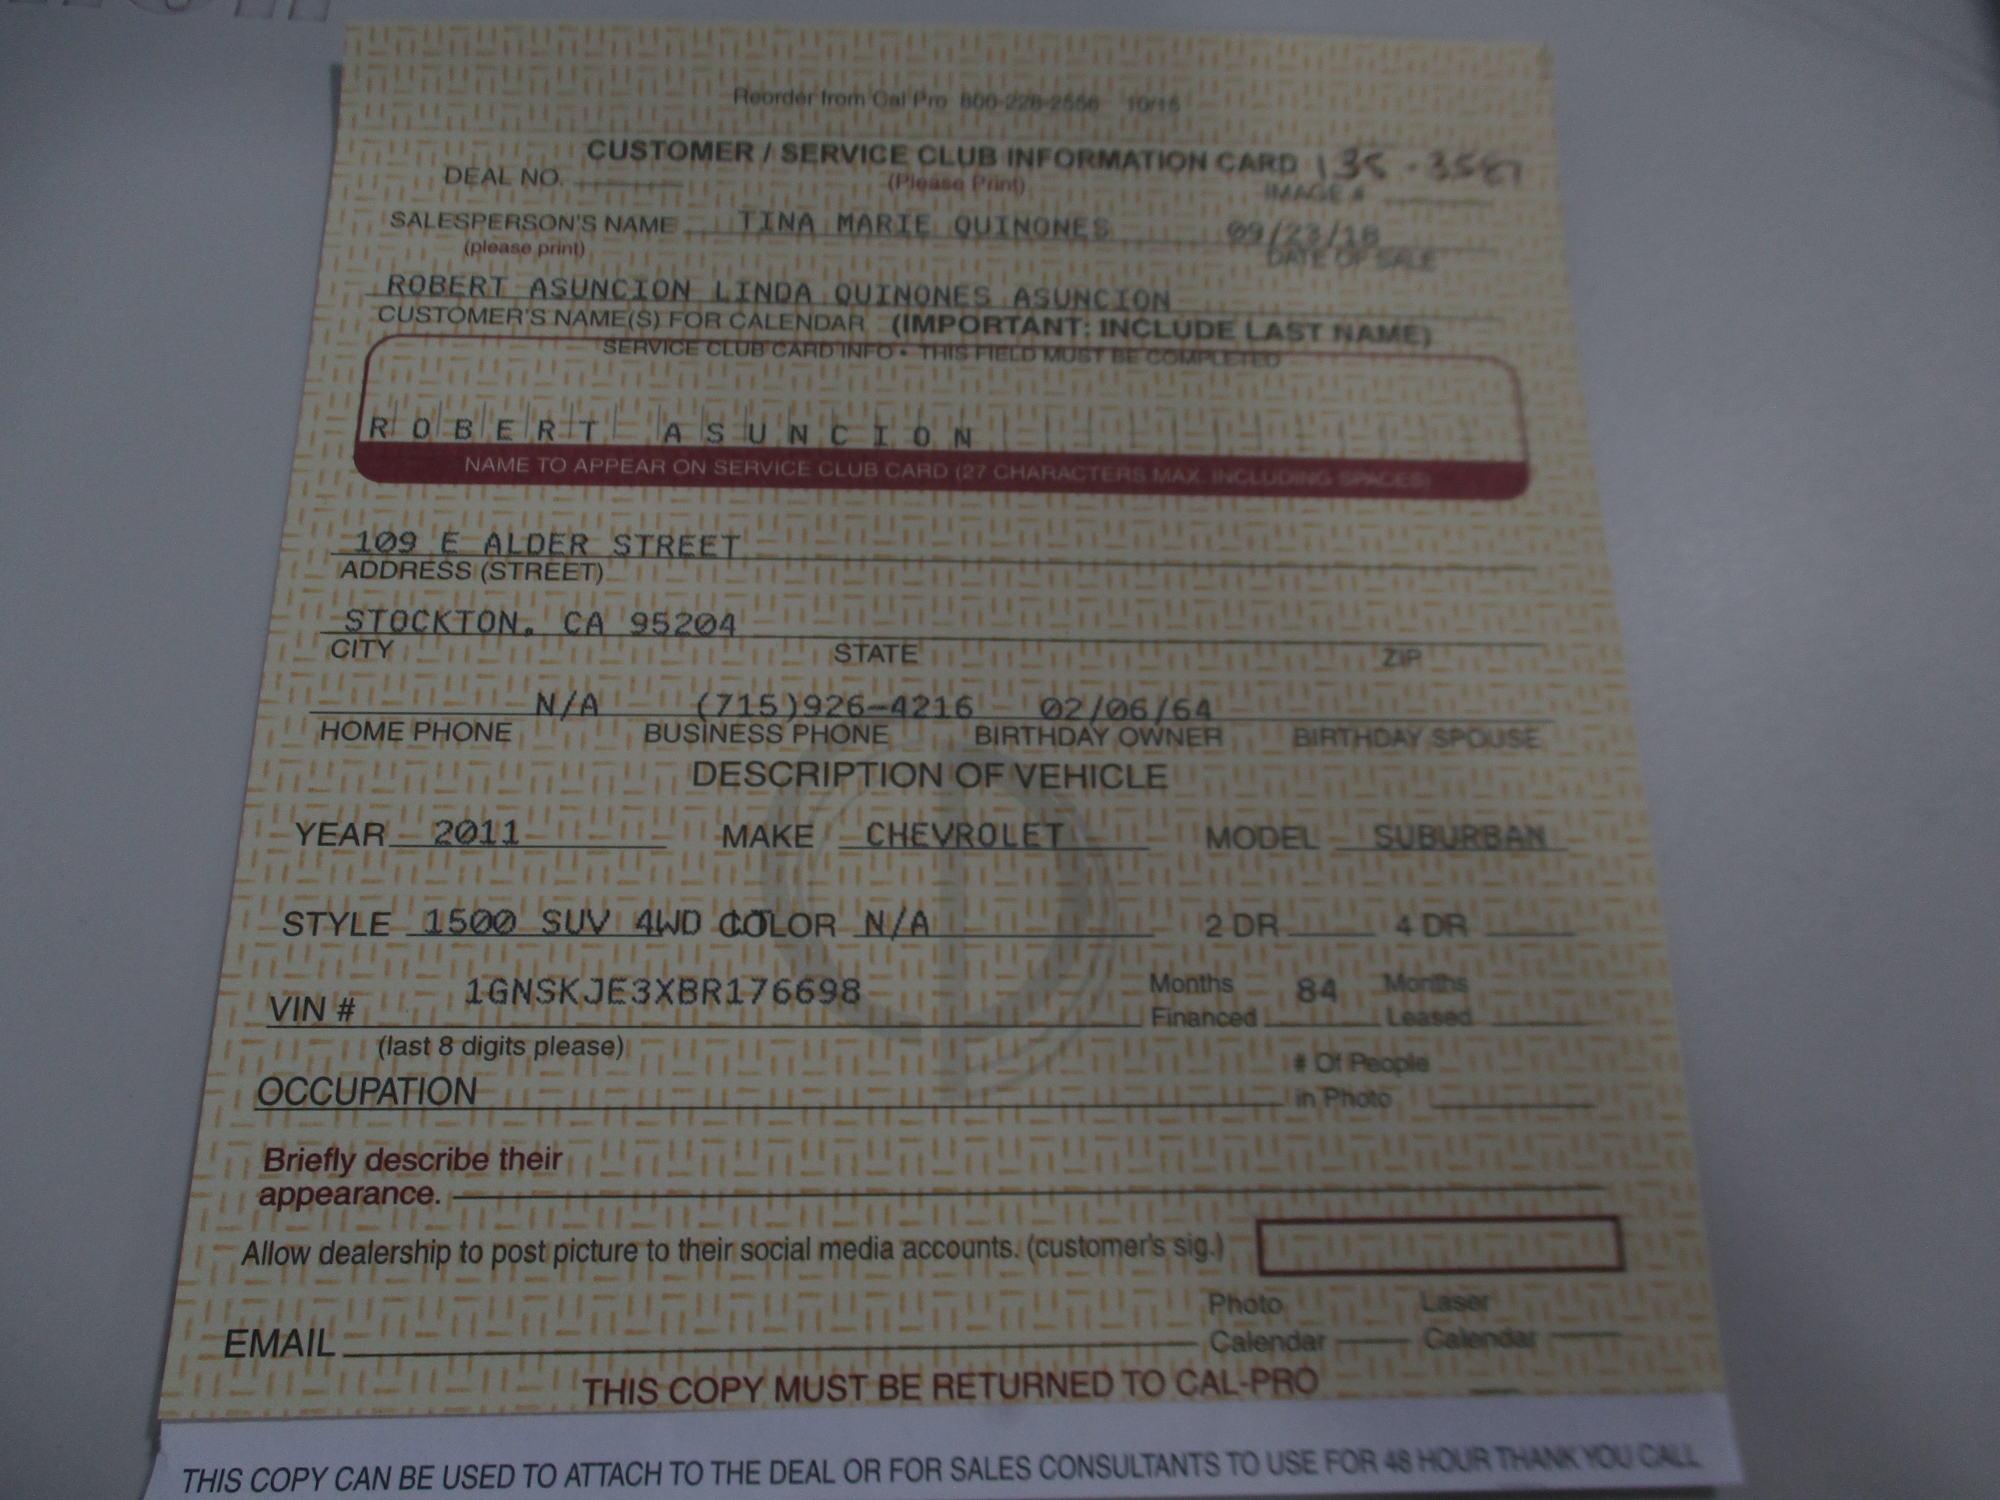 Reorder from Cal Pro 800-228-2556 10/15
CUSTOMER / SERVICE CLUB INFORMATION CARD 135 - 3587
DEAL NO. (Please Print) IMAGE #
SALESPERSON'S NAME TINA MARIE QUINONES 09/23/18
(please print) DATE OF SALE
ROBERT ASUNCION LINDA QUINONES ASUNCION
CUSTOMER'S NAME(S) FOR CALENDAR (IMPORTANT: INCLUDE LAST NAME)
SERVICE CLUB CARD INFO • THIS FIELD MUST BE COMPLETED
ROBERT ASUNCION
NAME TO APPEAR ON SERVICE CLUB CARD (27 CHARACTERS MAX. INCLUDING SPACES)
109 E ALDER STREET
ADDRESS (STREET)
STOCKTON, CA 95204
CITY STATE ZIP
N/A (715)926-4216 02/06/64
HOME PHONE BUSINESS PHONE BIRTHDAY OWNER BIRTHDAY SPOUSE
DESCRIPTION OF VEHICLE
YEAR 2011 MAKE CHEVROLET MODEL SUBURBAN
STYLE 1500 SUV 4WD COLOR N/A 2 DR 4 DR
VIN # 1GNSKJE3XBR176698 Months Financed 84 Months Leased
(last 8 digits please)
OCCUPATION # Of People in Photo
Briefly describe their
appearance.
Allow dealership to post picture to their social media accounts. (customer's sig.)
EMAIL Photo Calendar Laser Calendar
THIS COPY MUST BE RETURNED TO CAL-PRO
THIS COPY CAN BE USED TO ATTACH TO THE DEAL OR FOR SALES CONSULTANTS TO USE FOR 48 HOUR THANK YOU CALL